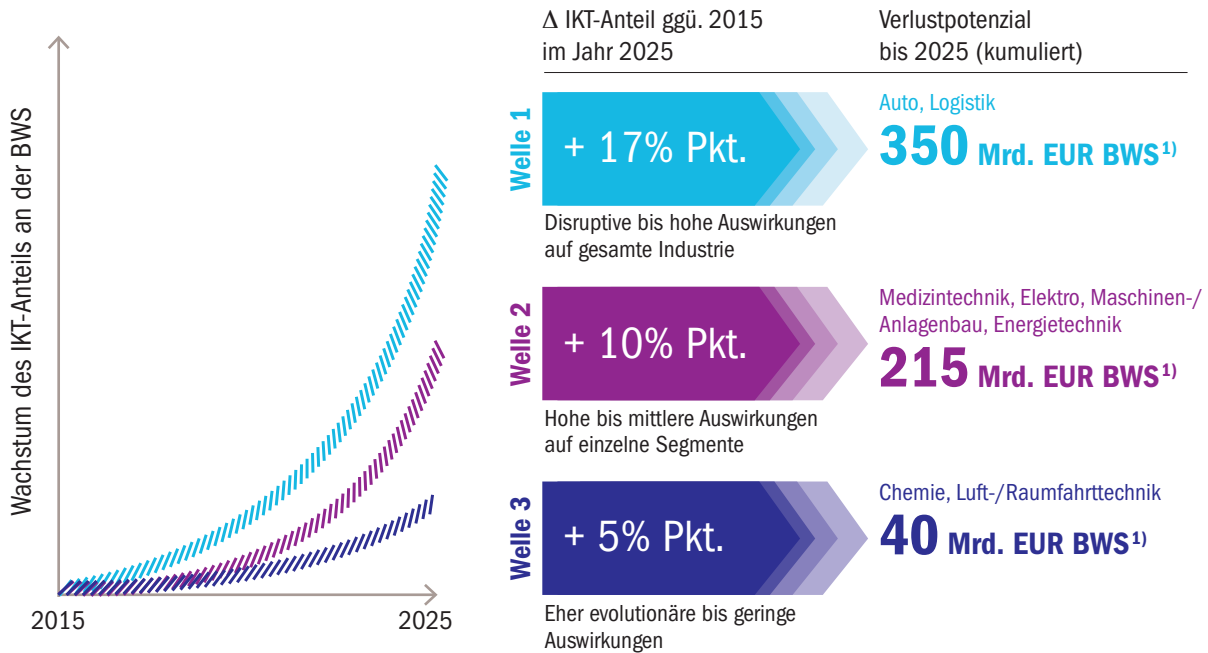 Wachstum des IKT-Anteils an der BWS
2015
2025
Δ IKT-Anteil ggü. 2015
im Jahr 2025
Verlustpotenzial
bis 2025 (kumuliert)
Welle 1
+ 17% Pkt.
Disruptive bis hohe Auswirkungen
auf gesamte Industrie
Auto, Logistik
350 Mrd. EUR BWS¹⁾
Welle 2
+ 10% Pkt.
Hohe bis mittlere Auswirkungen
auf einzelne Segmente
Medizintechnik, Elektro, Maschinen-/
Anlagenbau, Energietechnik
215 Mrd. EUR BWS¹⁾
Welle 3
+ 5% Pkt.
Eher evolutionäre bis geringe
Auswirkungen
Chemie, Luft-/Raumfahrttechnik
40 Mrd. EUR BWS¹⁾